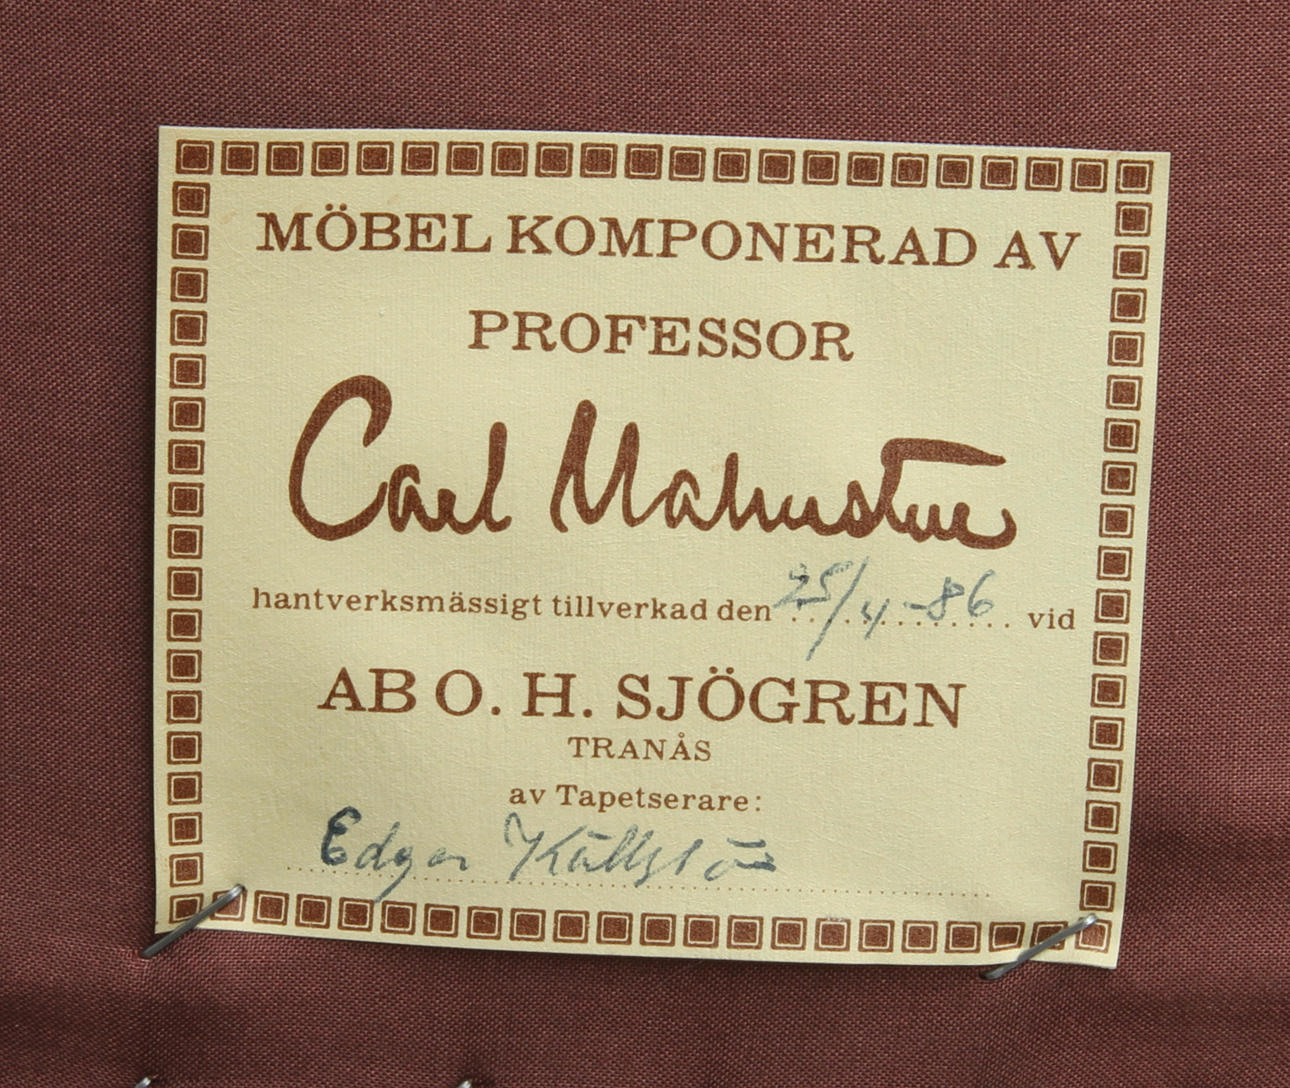 MÖBEL KOMPONERAD AV
PROFESSOR
Carl Malmsten
hantverksmässigt tillverkad den 25/4-86 vid
AB O. H. SJÖGREN
TRANÅS
av Tapetserare:
Edgar